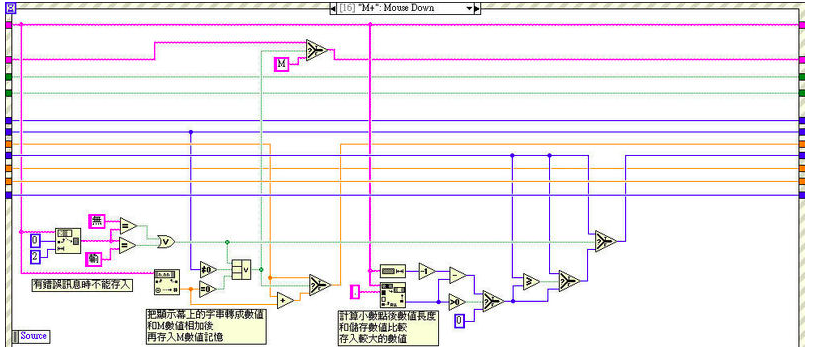 [16] "M+": Mouse Down
M
無
0
2
輸
有錯誤訊息時不能存入
把顯示幕上的字串轉成數值
和M數值相加後
再存入M數值記憶
計算小數點後數值長度
和儲存數值比較
存入較大的數值
-1
0
Source